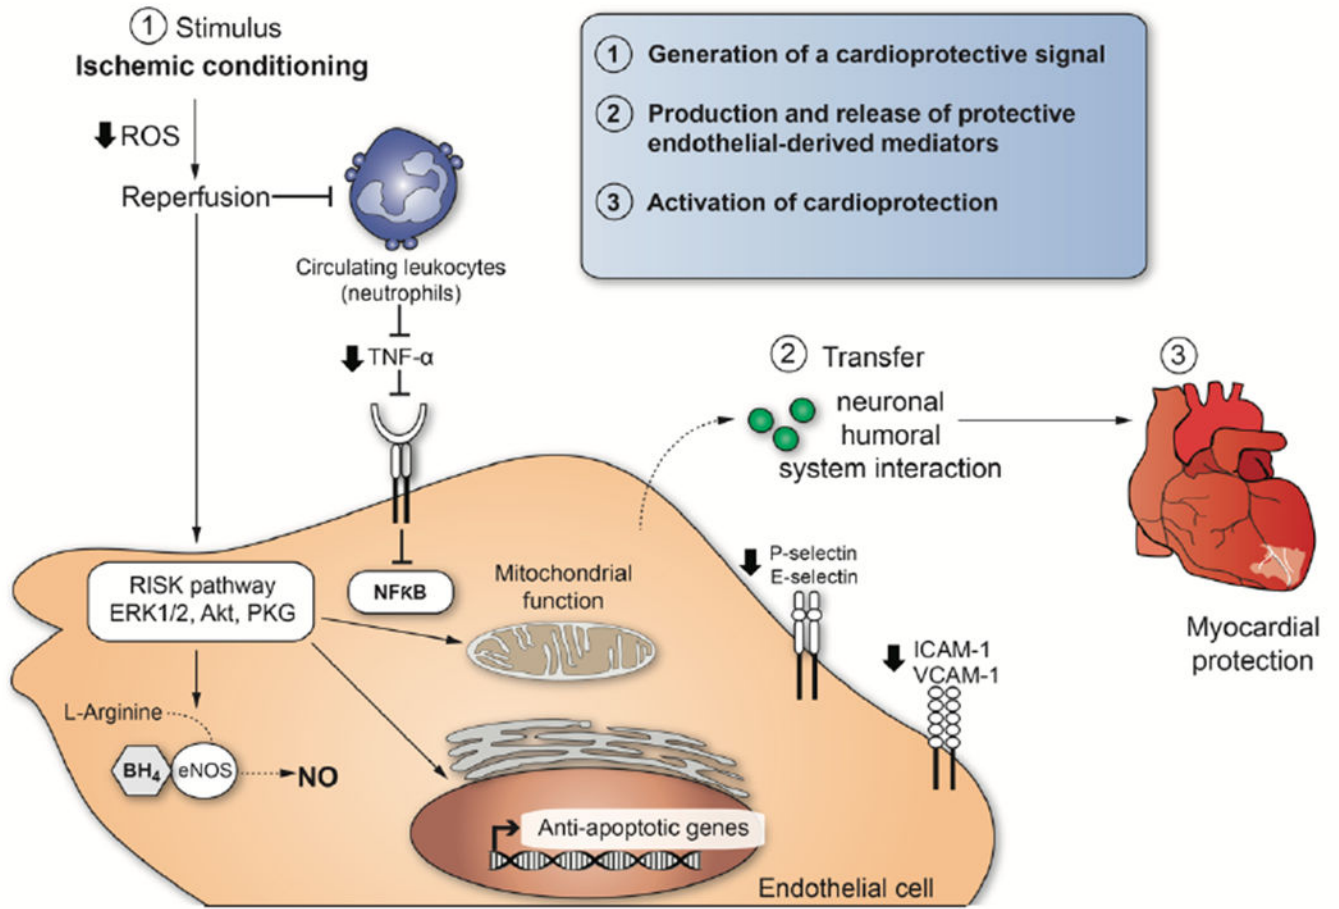 1 Stimulus
Ischemic conditioning
ROS
Reperfusion
Circulating leukocytes
(neutrophils)
TNF-α
1 Generation of a cardioprotective signal
2 Production and release of protective
endothelial-derived mediators
3 Activation of cardioprotection
2 Transfer
neuronal
humoral
system interaction
3
Myocardial
protection
RISK pathway
ERK1/2, Akt, PKG
NFκB
Mitochondrial
function
P-selectin
E-selectin
ICAM-1
VCAM-1
L-Arginine
BH4 eNOS
NO
Anti-apoptotic genes
Endothelial cell